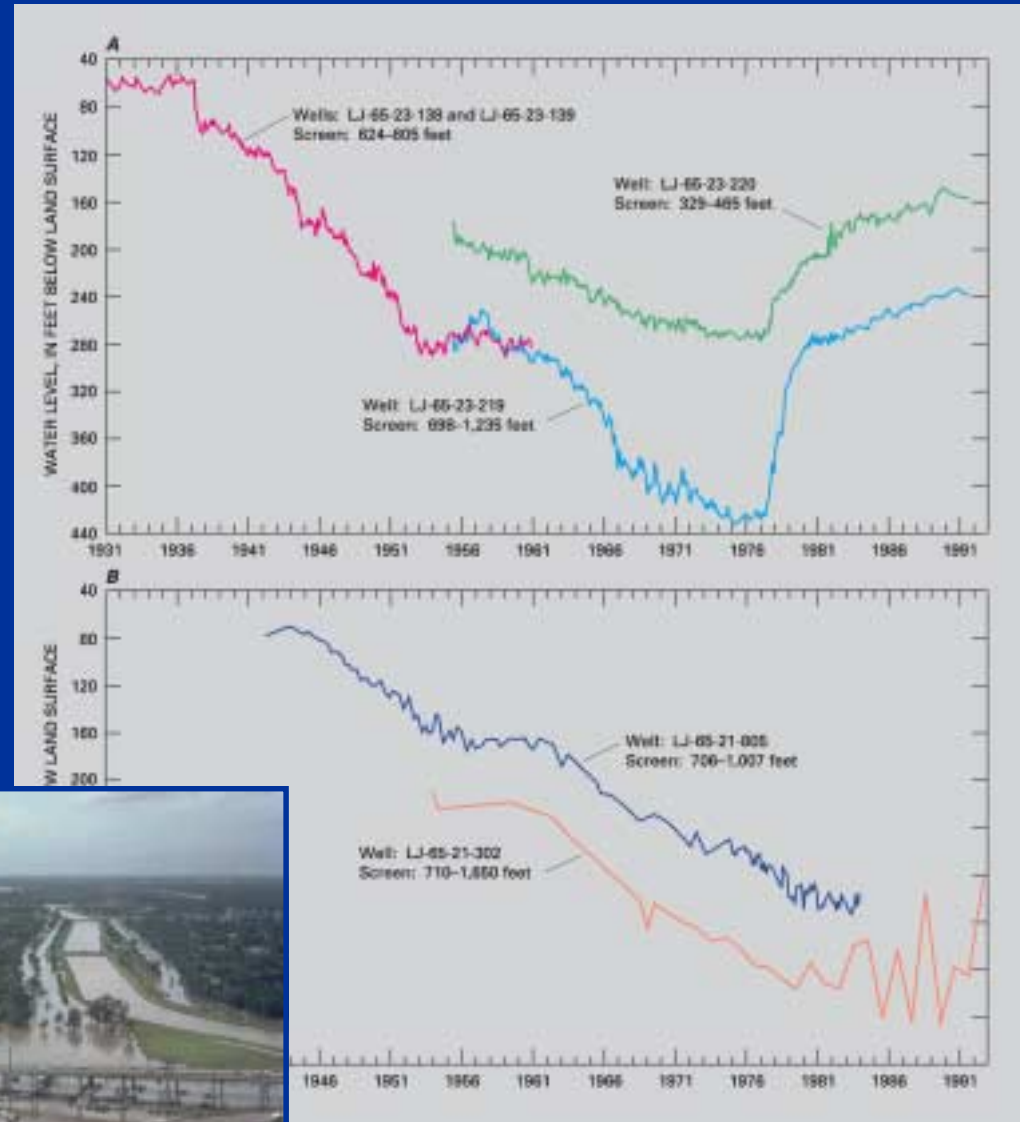 A
40
80
120
160
200
240
280
320
360
400
440
WATER LEVEL, IN FEET BELOW LAND SURFACE
Wells: LJ-65-23-138 and LJ-65-23-139
Screen: 624–805 feet
Well: LJ-65-23-220
Screen: 329–465 feet
Well: LJ-65-23-219
Screen: 698–1,235 feet
1931 1936 1941 1946 1951 1956 1961 1966 1971 1976 1981 1986 1991
B
40
80
120
160
200
W LAND SURFACE
Well: LJ-65-21-805
Screen: 706–1,007 feet
Well: LJ-65-21-302
Screen: 710–1,650 feet
1946 1951 1956 1961 1966 1971 1976 1981 1986 1991